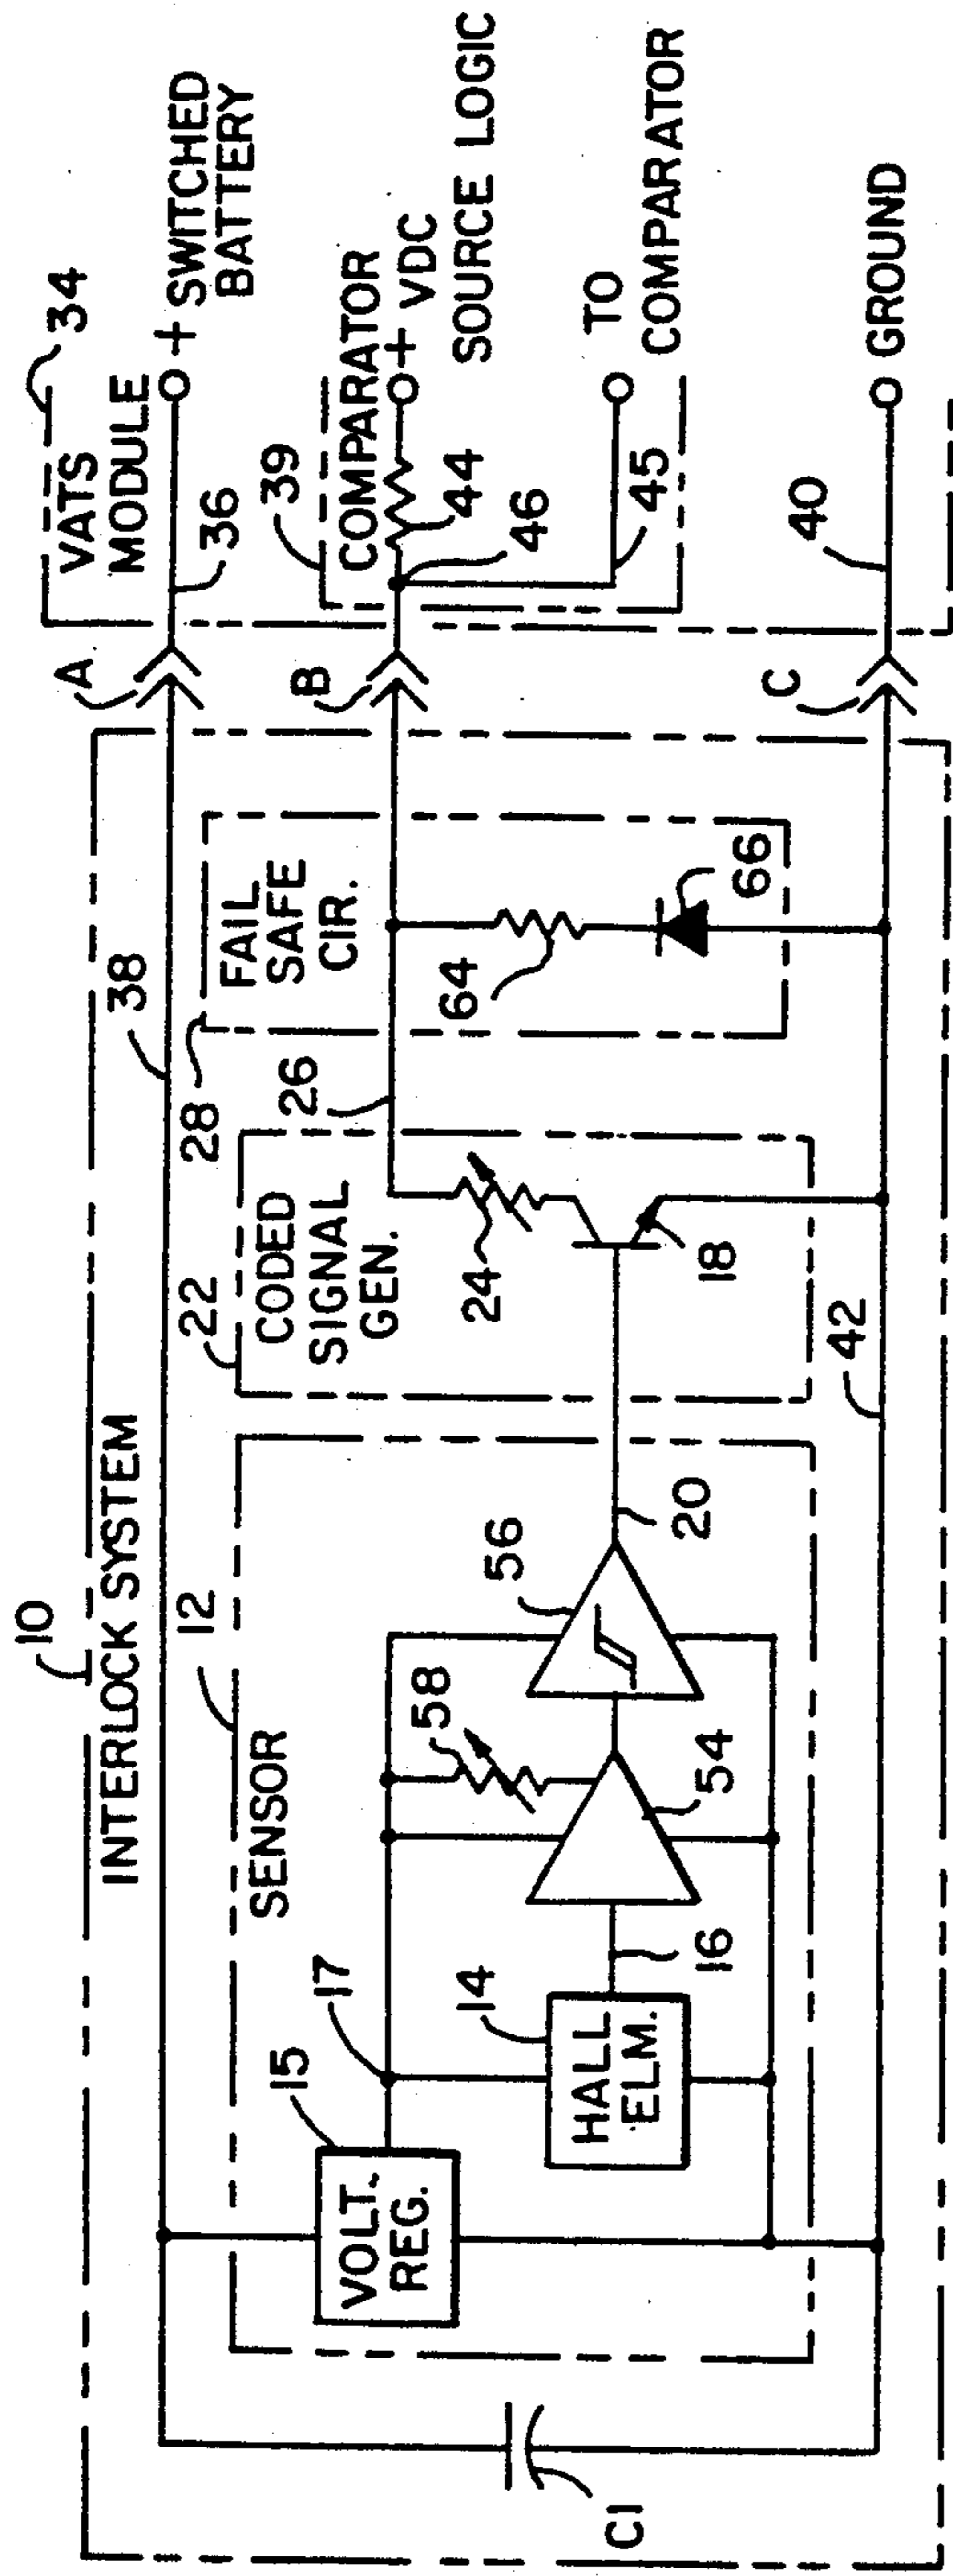 10
INTERLOCK SYSTEM
38
A
VATS
MODULE
34
36
+ SWITCHED
BATTERY
12
SENSOR
22
CODED
SIGNAL
GEN.
28
FAIL
SAFE
CIR.
26
B
39
COMPARATOR
+ VDC
SOURCE LOGIC
44
46
TO
COMPARATOR
45
15
VOLT.
REG.
17
14
HALL
ELM.
16
58
54
56
20
24
18
64
66
42
C
40
GROUND
C1